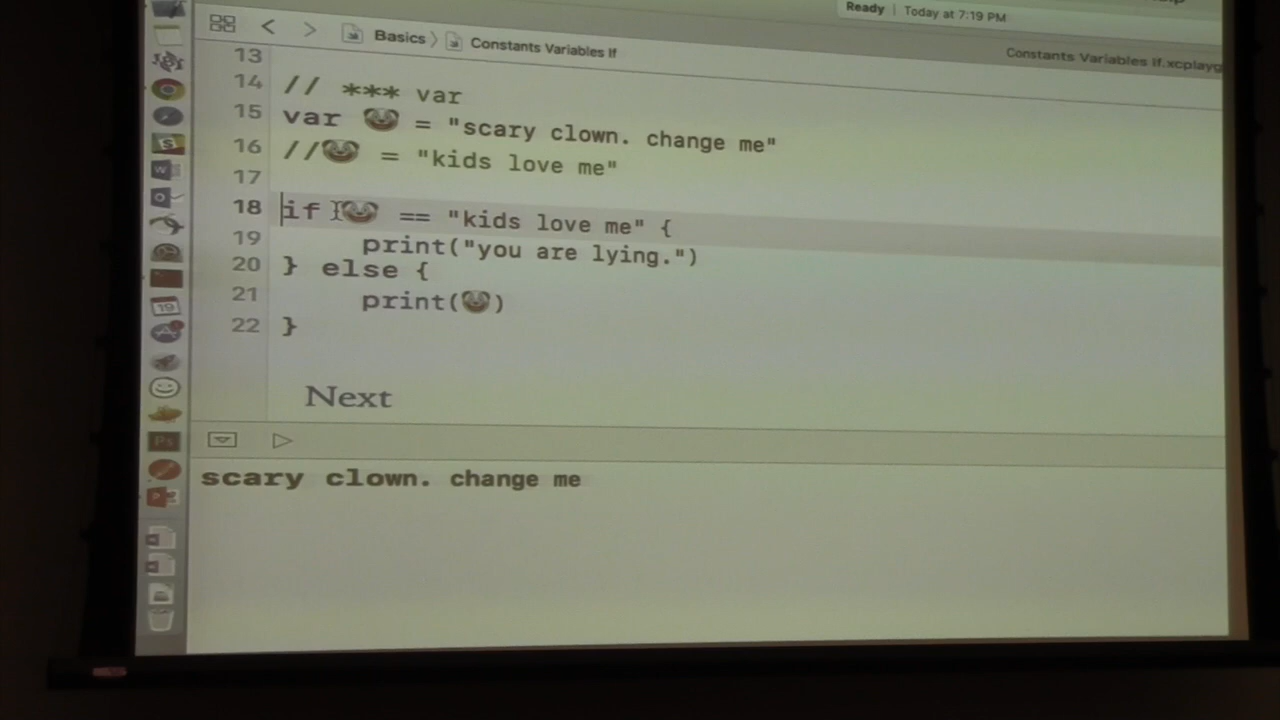 Ready | Today at 7:19 PM
Basics 〉 Constants Variables If
Constants Variables If.xcplayg
13
14 // *** var
15 var 🤡 = "scary clown. change me"
16 //🤡 = "kids love me"
17
18 if 🤡 == "kids love me" {
19 print("you are lying.")
20 } else {
21 print(🤡)
22 }
Next
scary clown. change me
S
W
O
19
Ps
P